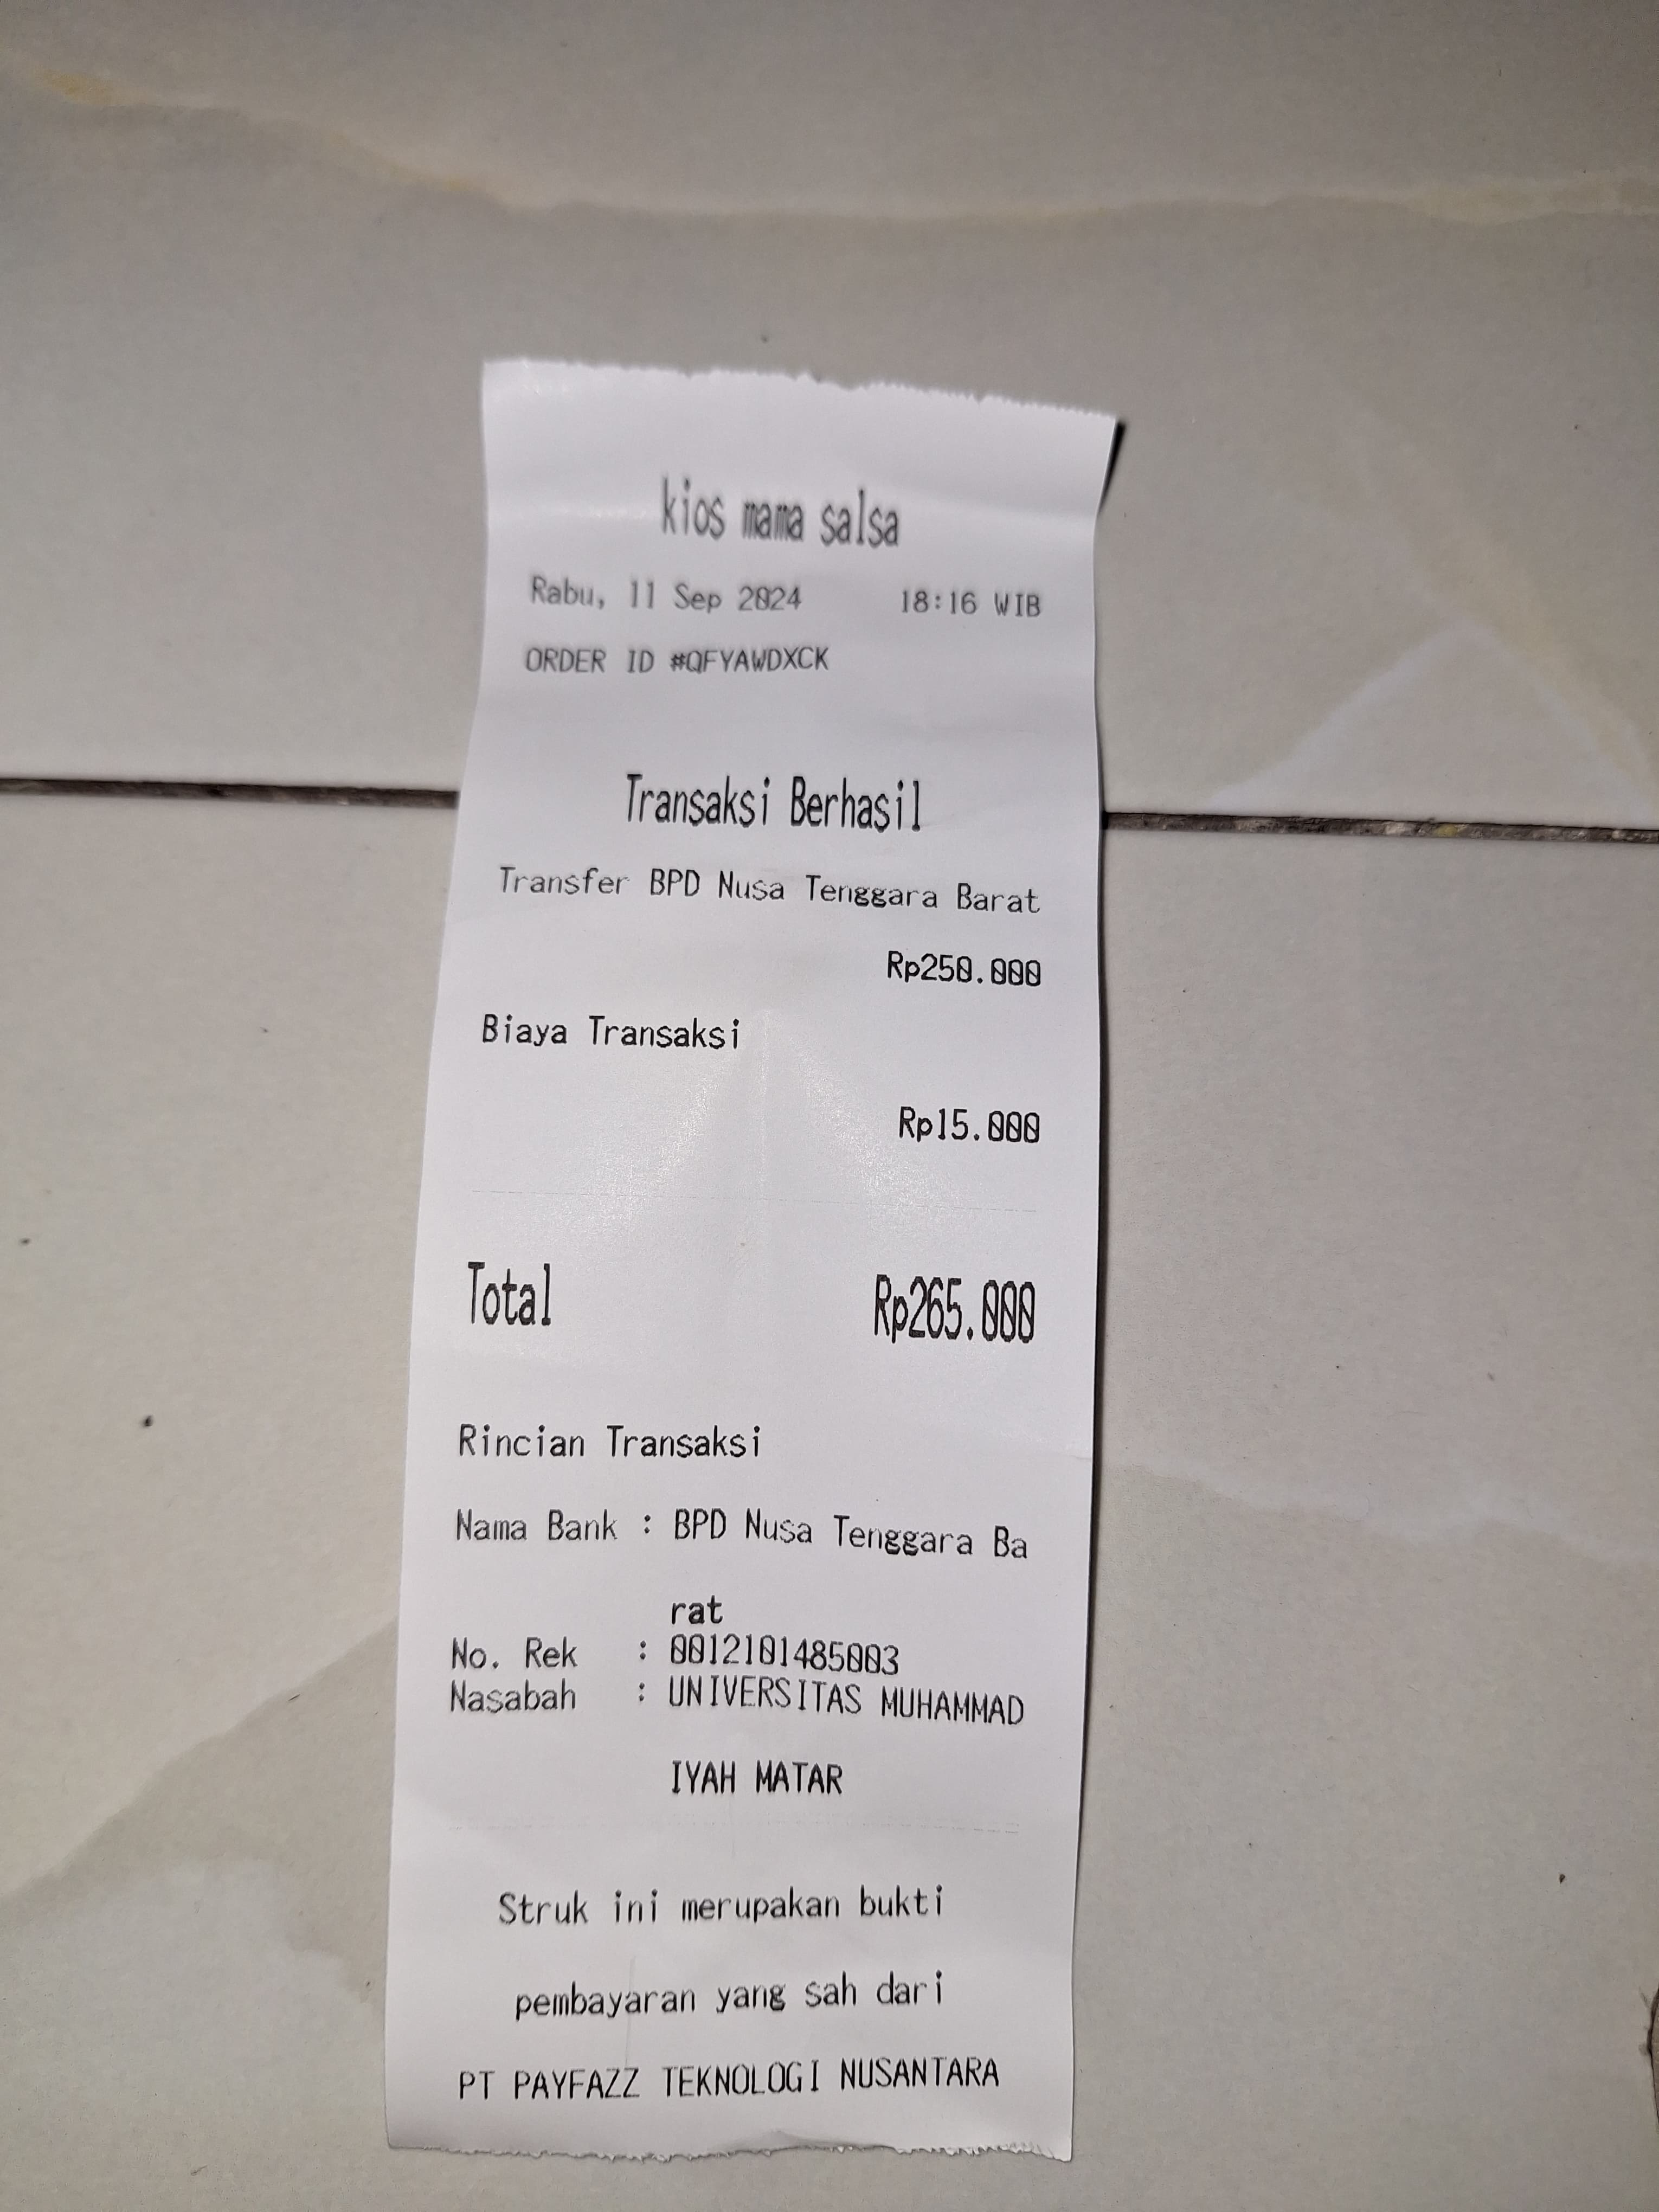 kios mama salsa
Rabu, 11 Sep 2024 18:16 WIB
ORDER ID #QFYAWDXCK
Transaksi Berhasil
Transfer BPD Nusa Tenggara Barat
Rp250.000
Biaya Transaksi
Rp15.000
Total Rp265.000
Rincian Transaksi
Nama Bank : BPD Nusa Tenggara Ba
rat
No. Rek : 0012101485003
Nasabah : UNIVERSITAS MUHAMMAD
IYAH MATAR
Struk ini merupakan bukti
pembayaran yang sah dari
PT PAYFAZZ TEKNOLOGI NUSANTARA